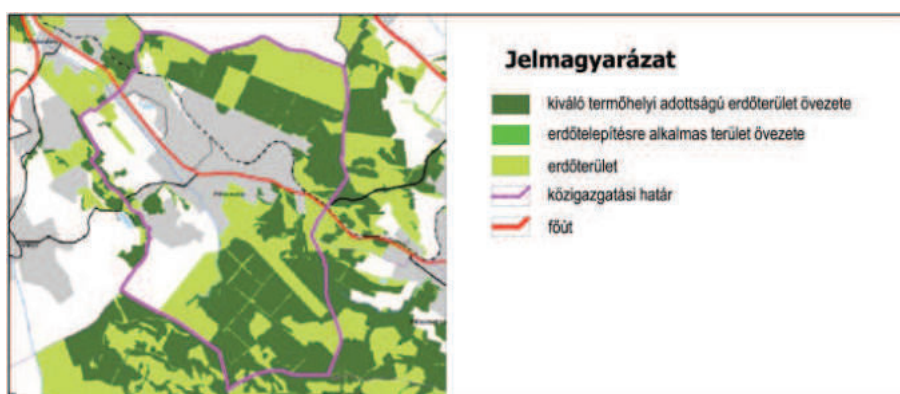 Jelmagyarázat
kiváló termőhelyi adottságú erdőterület övezete
erdőtelepítésre alkalmas terület övezete
erdőterület
közigazgatási határ
főút